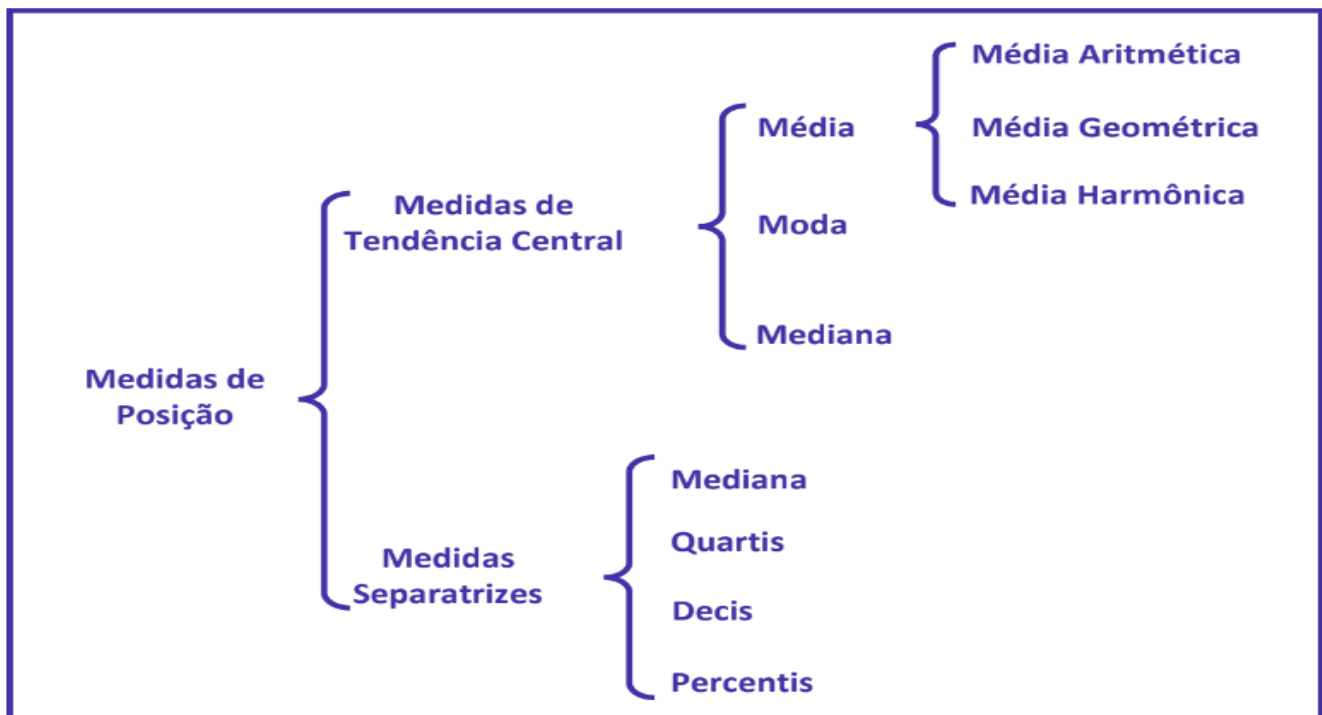 Medidas de
Posição
Medidas de
Tendência Central
Média
Média Aritmética
Média Geométrica
Média Harmônica
Moda
Mediana
Medidas
Separatrizes
Mediana
Quartis
Decis
Percentis